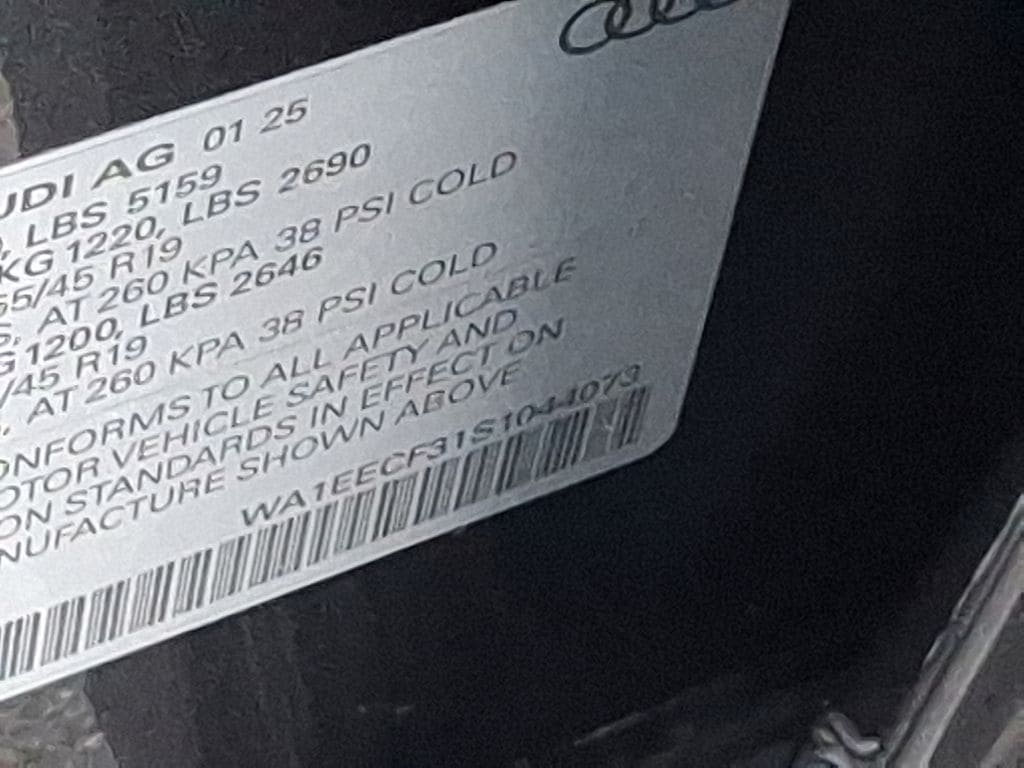 UDI AG 01 25
, LBS 5159
KG 1220, LBS 2690
55/45 R19
S, AT 260 KPA 38 PSI COLD
G 1200, LBS 2646
/45 R19
, AT 260 KPA 38 PSI COLD
ONFORMS TO ALL APPLICABLE
OTOR VEHICLE SAFETY AND
ON STANDARDS IN EFFECT ON
NUFACTURE SHOWN ABOVE
WA1EECF31S1044073